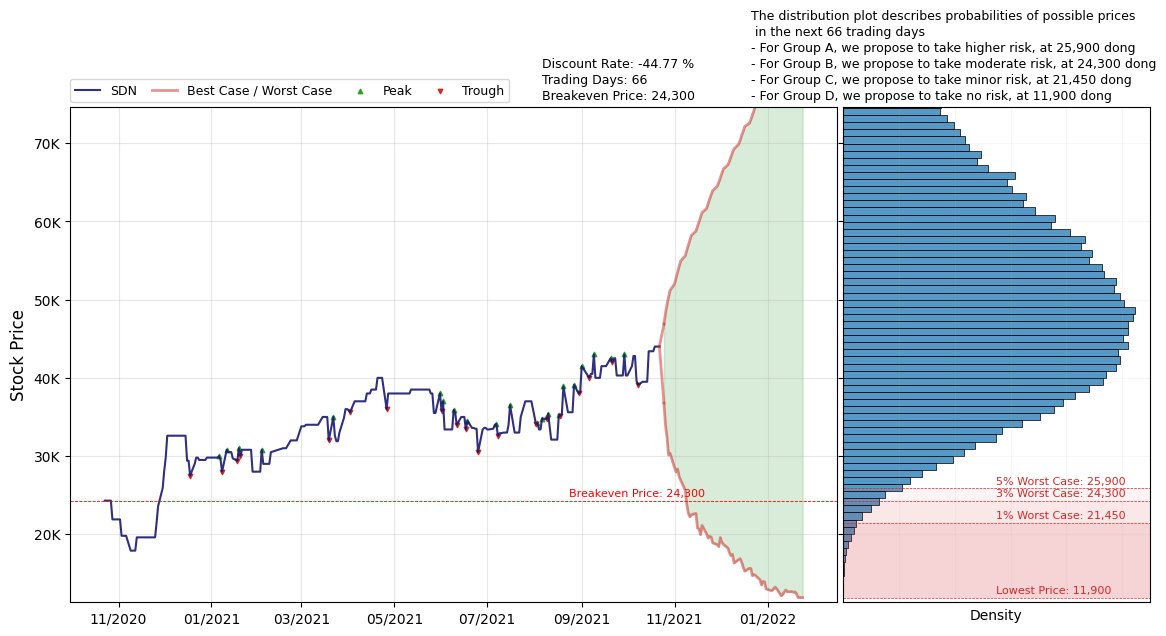 The distribution plot describes probabilities of possible prices
in the next 66 trading days
- For Group A, we propose to take higher risk, at 25,900 dong
- For Group B, we propose to take moderate risk, at 24,300 dong
- For Group C, we propose to take minor risk, at 21,450 dong
- For Group D, we propose to take no risk, at 11,900 dong
Discount Rate: -44.77 %
Trading Days: 66
Breakeven Price: 24,300
SDN Best Case / Worst Case Peak Trough
Stock Price
70K
60K
50K
40K
30K
20K
Breakeven Price: 24,300
11/2020 01/2021 03/2021 05/2021 07/2021 09/2021 11/2021 01/2022
5% Worst Case: 25,900
3% Worst Case: 24,300
1% Worst Case: 21,450
Lowest Price: 11,900
Density